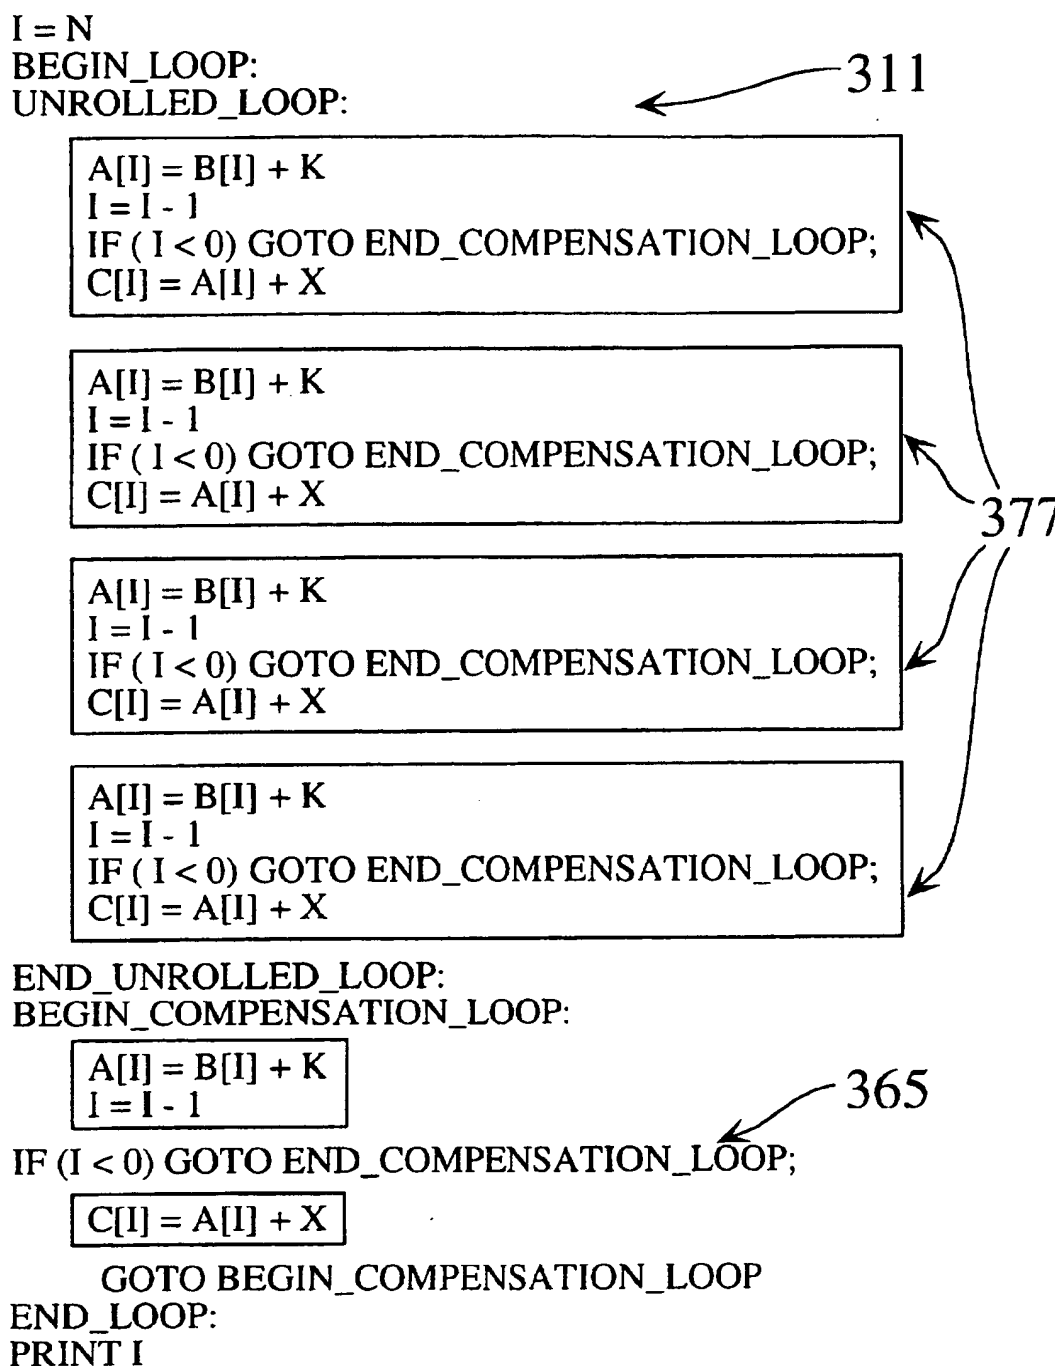 I = N
BEGIN_LOOP:
UNROLLED_LOOP:
311
A[I] = B[I] + K
I = I - 1
IF ( I < 0) GOTO END_COMPENSATION_LOOP;
C[I] = A[I] + X
A[I] = B[I] + K
I = I - 1
IF ( I < 0) GOTO END_COMPENSATION_LOOP;
C[I] = A[I] + X
377
A[I] = B[I] + K
I = I - 1
IF ( I < 0) GOTO END_COMPENSATION_LOOP;
C[I] = A[I] + X
A[I] = B[I] + K
I = I - 1
IF ( I < 0) GOTO END_COMPENSATION_LOOP;
C[I] = A[I] + X
END_UNROLLED_LOOP:
BEGIN_COMPENSATION_LOOP:
A[I] = B[I] + K
I = I - 1
365
IF (I < 0) GOTO END_COMPENSATION_LOOP;
C[I] = A[I] + X
GOTO BEGIN_COMPENSATION_LOOP
END_LOOP:
PRINT I